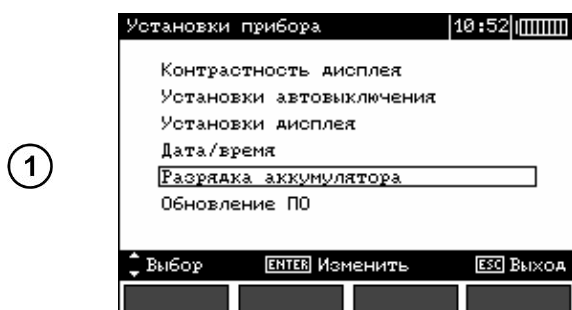 Установки прибора 10:52
Контрастность дисплея
Установки автовыключения
Установки дисплея
Дата/время
1
Разрядка аккумулятора
Обновление ПО
Выбор ENTER Изменить ESC Выход